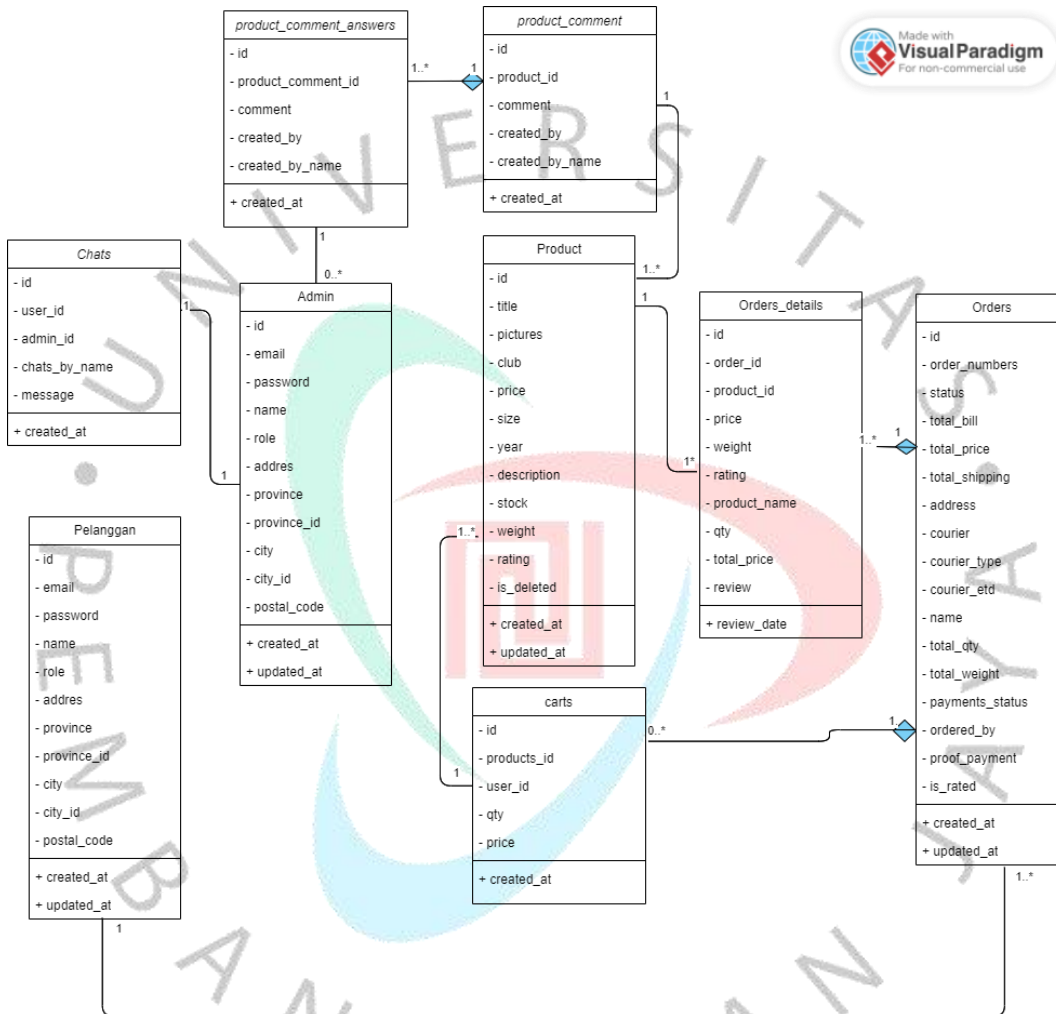 product_comment_answers
- id
- product_comment_id
- comment
- created_by
- created_by_name
+ created_at
1..*
1
product_comment
- id
- product_id
- comment
- created_by
- created_by_name
+ created_at
1
Made with
Visual Paradigm
For non-commercial use
Chats
- id
- user_id
- admin_id
- chats_by_name
- message
+ created_at
1
1
0..*
Admin
- id
- email
- password
- name
- role
- addres
- province
- province_id
- city
- city_id
- postal_code
+ created_at
+ updated_at
1
Product
- id
- title
- pictures
- club
- price
- size
- year
- description
- stock
- weight
- rating
- is_deleted
+ created_at
+ updated_at
1..*
1
1..*
Orders_details
- id
- order_id
- product_id
- price
- weight
- rating
- product_name
- qty
- total_price
- review
+ review_date
1*
1..*
1
Orders
- id
- order_numbers
- status
- total_bill
- total_price
- total_shipping
- address
- courier
- courier_type
- courier_etd
- name
- total_qty
- total_weight
- payments_status
- ordered_by
- proof_payment
- is_rated
+ created_at
+ updated_at
1..*
Pelanggan
- id
- email
- password
- name
- role
- addres
- province
- province_id
- city
- city_id
- postal_code
+ created_at
+ updated_at
1
carts
- id
- products_id
- user_id
- qty
- price
+ created_at
1
0..*
1.
UNIVERSITAS
PEMBAN
AN JAYA